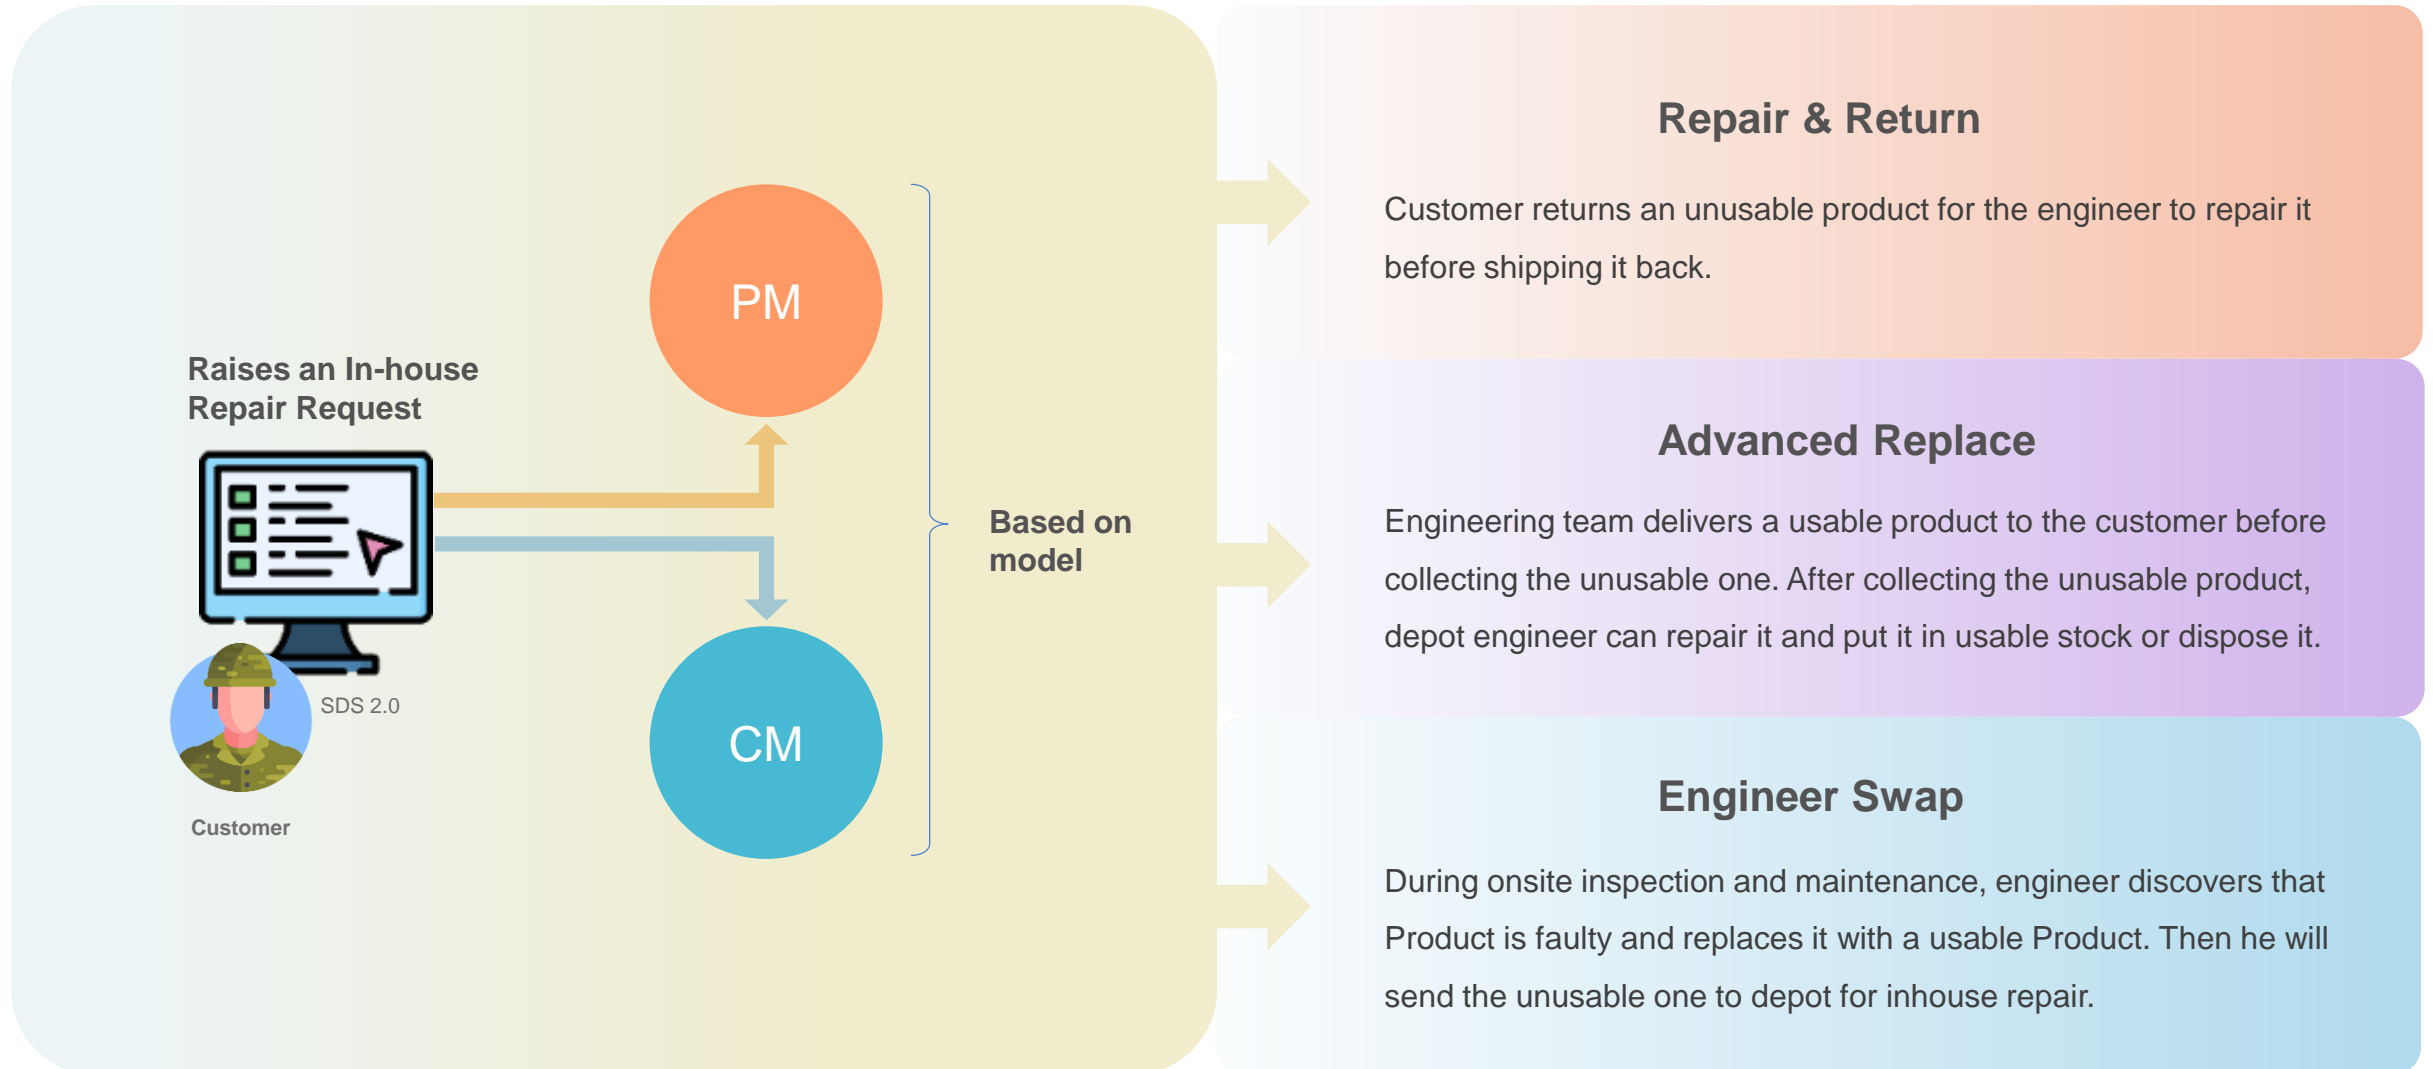 Raises an In-house
Repair Request
SDS 2.0
Customer
PM
CM
Based on
model
Repair & Return
Customer returns an unusable product for the engineer to repair it
before shipping it back.
Advanced Replace
Engineering team delivers a usable product to the customer before
collecting the unusable one. After collecting the unusable product,
depot engineer can repair it and put it in usable stock or dispose it.
Engineer Swap
During onsite inspection and maintenance, engineer discovers that
Product is faulty and replaces it with a usable Product. Then he will
send the unusable one to depot for inhouse repair.